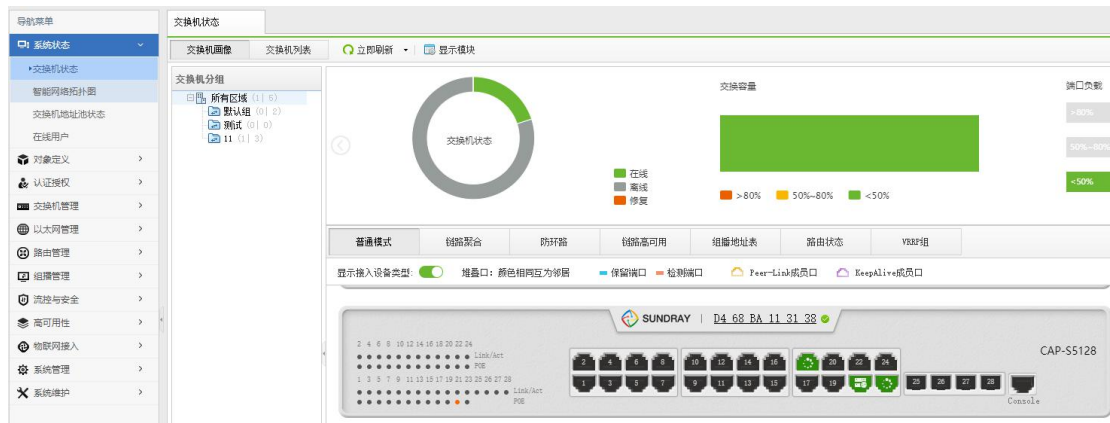 导航菜单
系统状态
交换机状态
智能网络拓扑图
交换机地址池状态
在线用户
对象定义
认证授权
交换机管理
以太网管理
路由管理
组播管理
流控与安全
高可用性
物联网接入
系统管理
系统维护
交换机状态
交换机画像 交换机列表 立即刷新 显示模块
交换机分组
所有区域 (1| 5)
默认组 (0| 2)
测试 (0| 0)
11 (1| 3)
交换机状态
在线
离线
修复
交换容量
>80% 50%~80% <50%
端口负载
>80%
50%~80%
<50%
普通模式 链路聚合 防环路 链路高可用 组播地址表 路由状态 VRRP组
显示接入设备类型: 堆叠口: 颜色相同互为邻居 保留端口 检测端口 Peer-Link成员口 KeepAlive成员口
SUNDRAY | D4 68 BA 11 31 38
CAP-S5128
2 4 6 8 10 12 14 16 18 20 22 24
Link/Act
POE
1 3 5 7 9 11 13 15 17 19 21 23 25 26 27 28
Link/Act
POE
2 4 6 8 10 12 14 16 20 22 24
1 3 5 7 9 11 13 15 17 19 25 26 27 28
Console